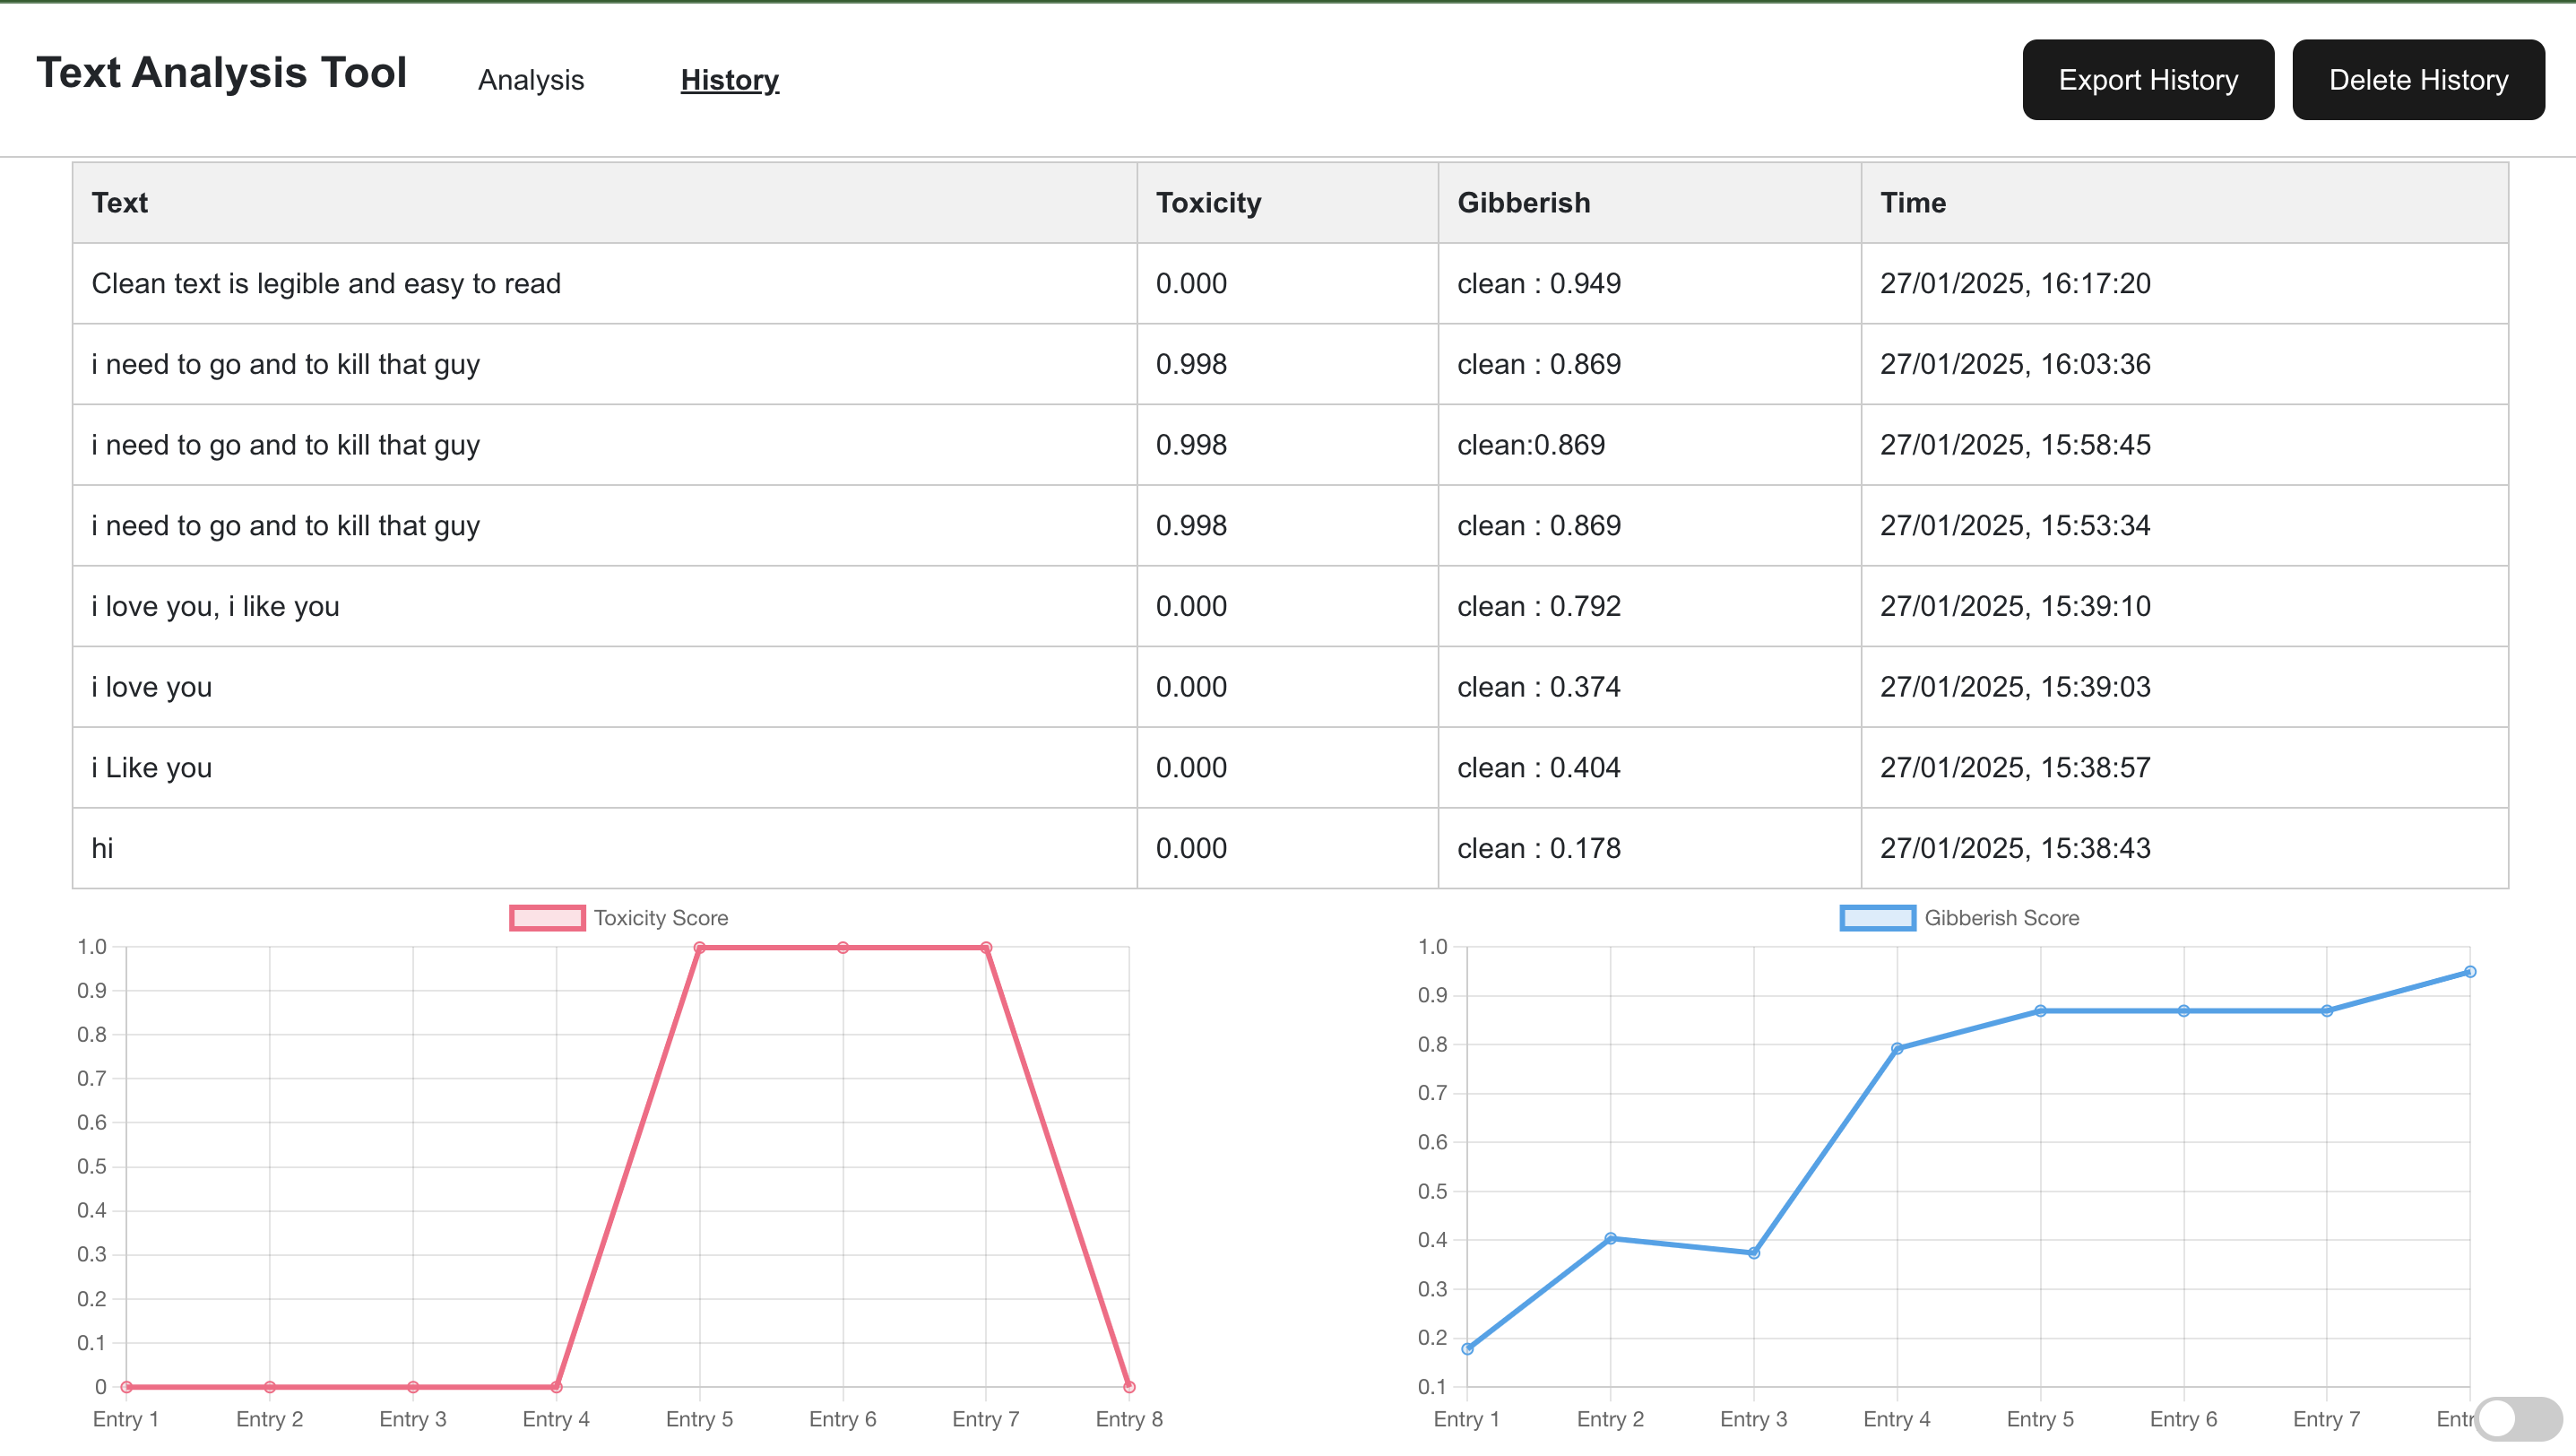 Text Analysis Tool Analysis History Export History Delete History
Text Toxicity Gibberish Time
Clean text is legible and easy to read 0.000 clean : 0.949 27/01/2025, 16:17:20
i need to go and to kill that guy 0.998 clean : 0.869 27/01/2025, 16:03:36
i need to go and to kill that guy 0.998 clean:0.869 27/01/2025, 15:58:45
i need to go and to kill that guy 0.998 clean : 0.869 27/01/2025, 15:53:34
i love you, i like you 0.000 clean : 0.792 27/01/2025, 15:39:10
i love you 0.000 clean : 0.374 27/01/2025, 15:39:03
i Like you 0.000 clean : 0.404 27/01/2025, 15:38:57
hi 0.000 clean : 0.178 27/01/2025, 15:38:43
Toxicity Score
1.0
0.9
0.8
0.7
0.6
0.5
0.4
0.3
0.2
0.1
0
Entry 1 Entry 2 Entry 3 Entry 4 Entry 5 Entry 6 Entry 7 Entry 8
Gibberish Score
1.0
0.9
0.8
0.7
0.6
0.5
0.4
0.3
0.2
0.1
Entry 1 Entry 2 Entry 3 Entry 4 Entry 5 Entry 6 Entry 7